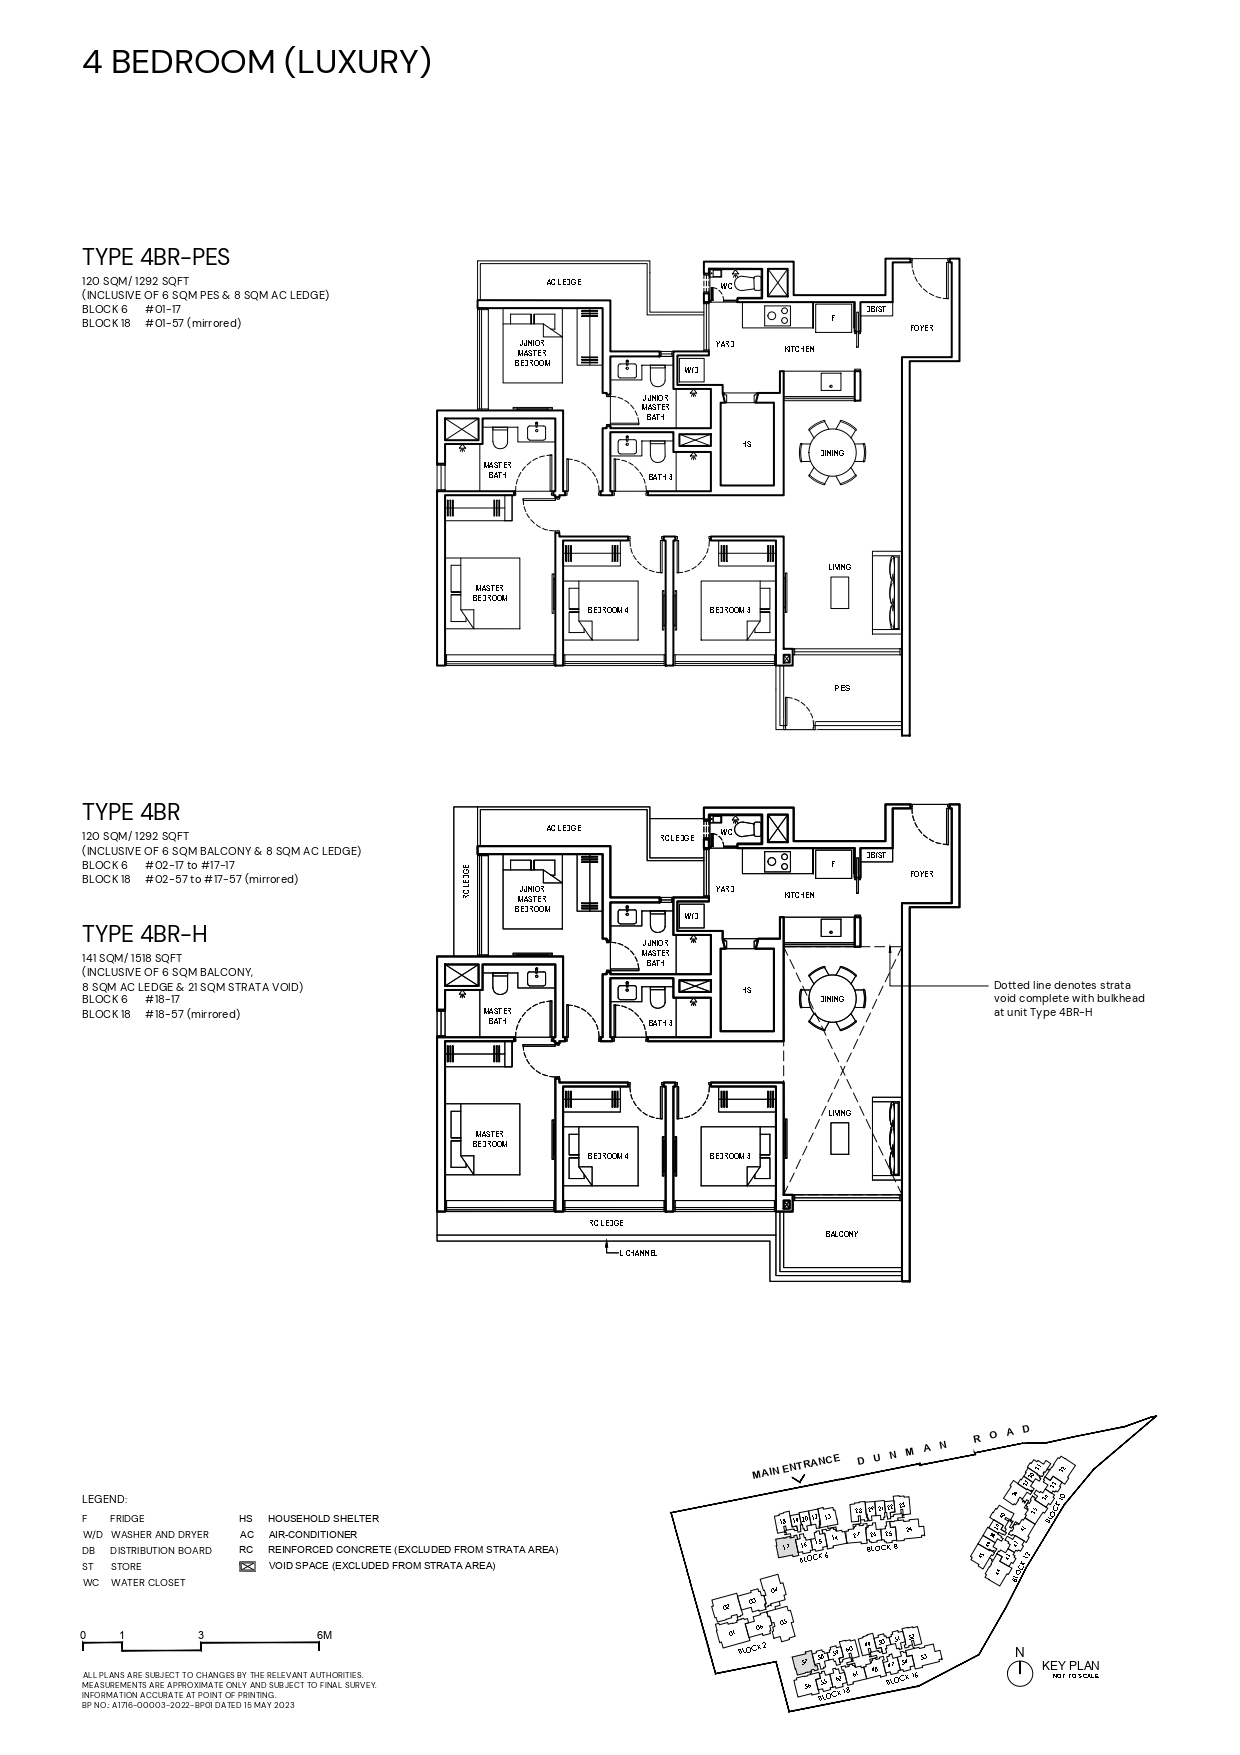 4 BEDROOM (LUXURY)
TYPE 4BR-PES
120 SQM/ 1292 SQFT
(INCLUSIVE OF 6 SQM PES & 8 SQM AC LEDGE)
BLOCK 6 #01-17
BLOCK 18 #01-57 (mirrored)
AC LEDGE
WC
DB/ST
FOYER
F
YARD
KITCHEN
JUNIOR
MASTER
BEDROOM
W/D
JUNIOR
MASTER
BATH
HS
DINING
MASTER
BATH
BATH 3
LIVING
MASTER
BEDROOM
BEDROOM 4
BEDROOM 3
PES
TYPE 4BR
120 SQM/ 1292 SQFT
(INCLUSIVE OF 6 SQM BALCONY & 8 SQM AC LEDGE)
BLOCK 6 #02-17 to #17-17
BLOCK 18 #02-57 to #17-57 (mirrored)
TYPE 4BR-H
141 SQM/ 1518 SQFT
(INCLUSIVE OF 6 SQM BALCONY,
8 SQM AC LEDGE & 21 SQM STRATA VOID)
BLOCK 6 #18-17
BLOCK 18 #18-57 (mirrored)
AC LEDGE
RC LEDGE
WC
DB/ST
FOYER
F
YARD
KITCHEN
RC LEDGE
JUNIOR
MASTER
BEDROOM
W/D
JUNIOR
MASTER
BATH
HS
DINING
Dotted line denotes strata
void complete with bulkhead
at unit Type 4BR-H
MASTER
BATH
BATH 3
LIVING
MASTER
BEDROOM
BEDROOM 4
BEDROOM 3
RC LEDGE
BALCONY
L CHANNEL
LEGEND:
F FRIDGE
W/D WASHER AND DRYER
DB DISTRIBUTION BOARD
ST STORE
WC WATER CLOSET
HS HOUSEHOLD SHELTER
AC AIR-CONDITIONER
RC REINFORCED CONCRETE (EXCLUDED FROM STRATA AREA)
VOID SPACE (EXCLUDED FROM STRATA AREA)
0 1 3 6M
ALL PLANS ARE SUBJECT TO CHANGES BY THE RELEVANT AUTHORITIES.
MEASUREMENTS ARE APPROXIMATE ONLY AND SUBJECT TO FINAL SURVEY.
INFORMATION ACCURATE AT POINT OF PRINTING.
BP NO.: A1716-00003-2022-BP01 DATED 15 MAY 2023
MAIN ENTRANCE
DUNMAN ROAD
BLOCK 6
BLOCK 8
BLOCK 10
BLOCK 12
BLOCK 2
BLOCK 18
BLOCK 16
N
KEY PLAN
NOT TO SCALE